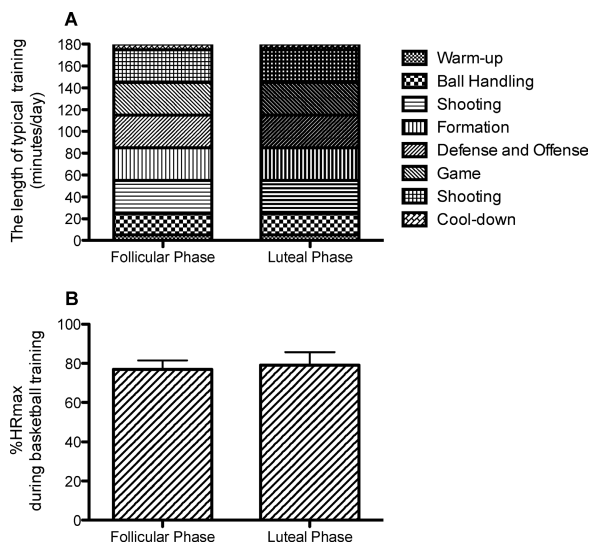 A
The length of typical training
(minutes/day)
180
160
140
120
100
80
60
40
20
0
Follicular Phase
Luteal Phase
Warm-up
Ball Handling
Shooting
Formation
Defense and Offense
Game
Shooting
Cool-down
B
%HRmax
during basketball training
100
80
60
40
20
0
Follicular Phase
Luteal Phase